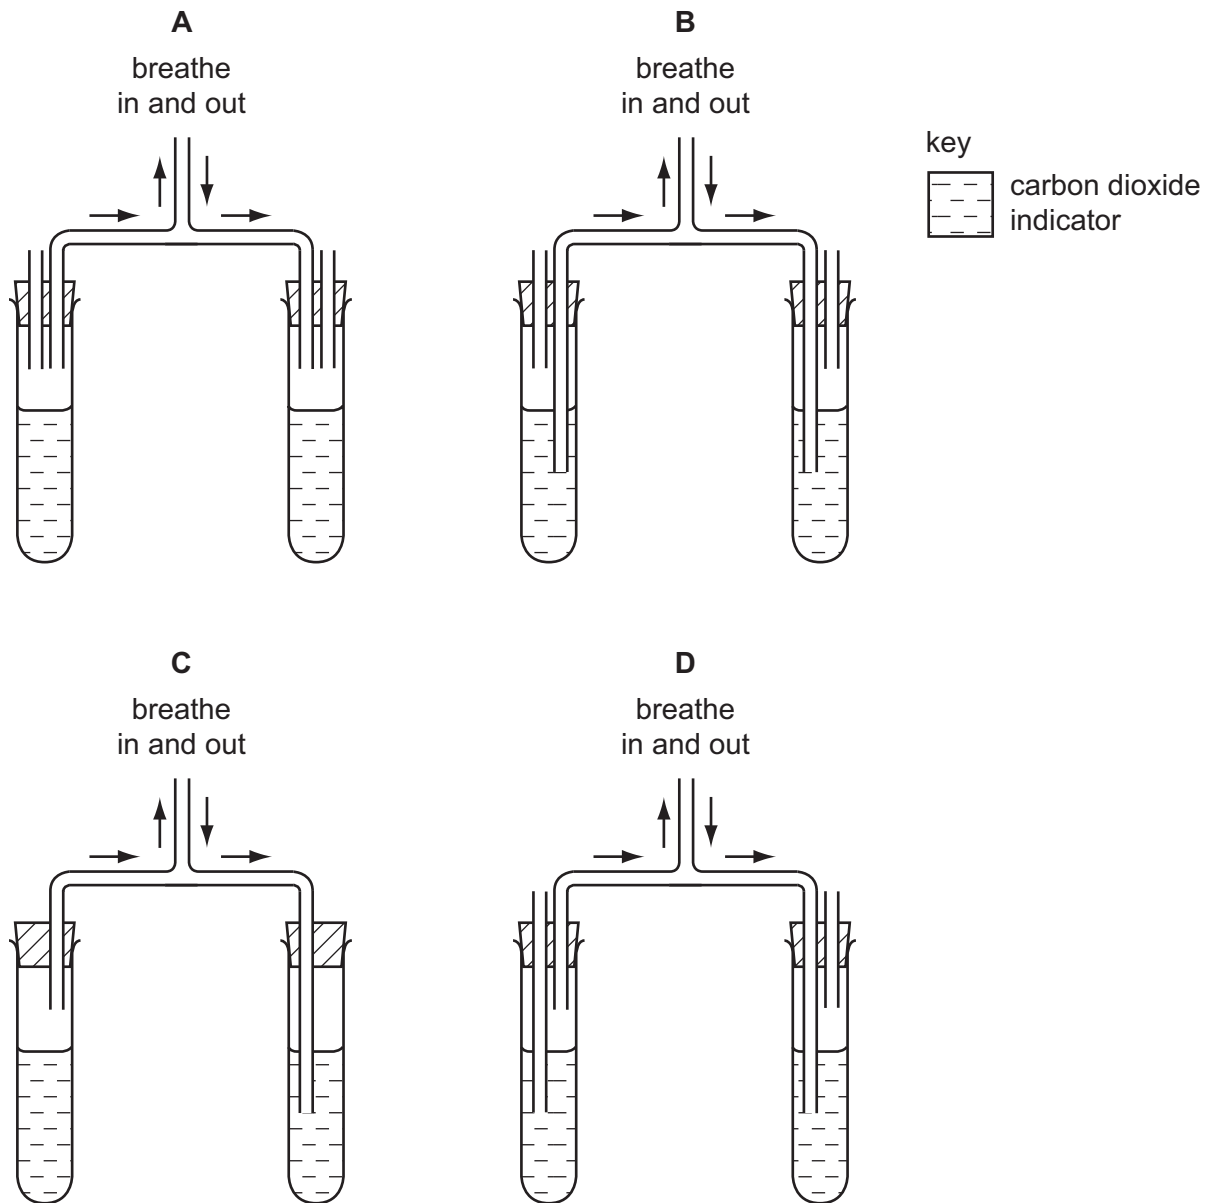 A
breathe
in and out
B
breathe
in and out
key
carbon dioxide
indicator
C
breathe
in and out
D
breathe
in and out